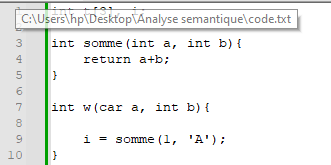 C:\Users\hp\Desktop\Analyse semantique\code.txt
3 int somme(int a, int b){
4 return a+b;
5 }
6
7 int w(car a, int b){
8
9 i = somme(1, 'A');
10 }